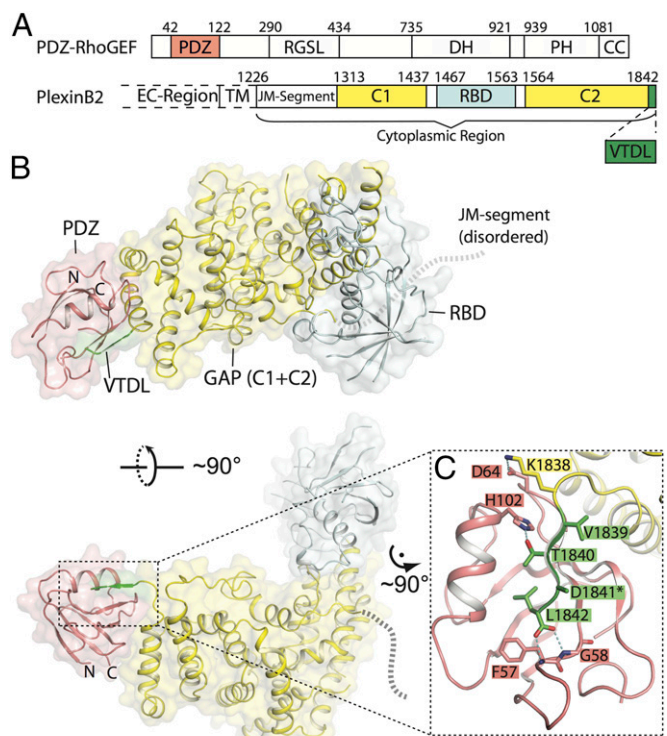 A
42 122 290 434 735 921 939 1081
PDZ-RhoGEF PDZ RGSL DH PH CC
1226 1313 1437 1467 1563 1564 1842
PlexinB2 EC-Region TM JM-Segment C1 RBD C2
Cytoplasmic Region
VTDL
B
PDZ
N C
VTDL
GAP (C1+C2)
JM-segment
(disordered)
RBD
~90°
N C
~90°
C
D64 K1838
H102
V1839
T1840
D1841*
L1842
F57 G58